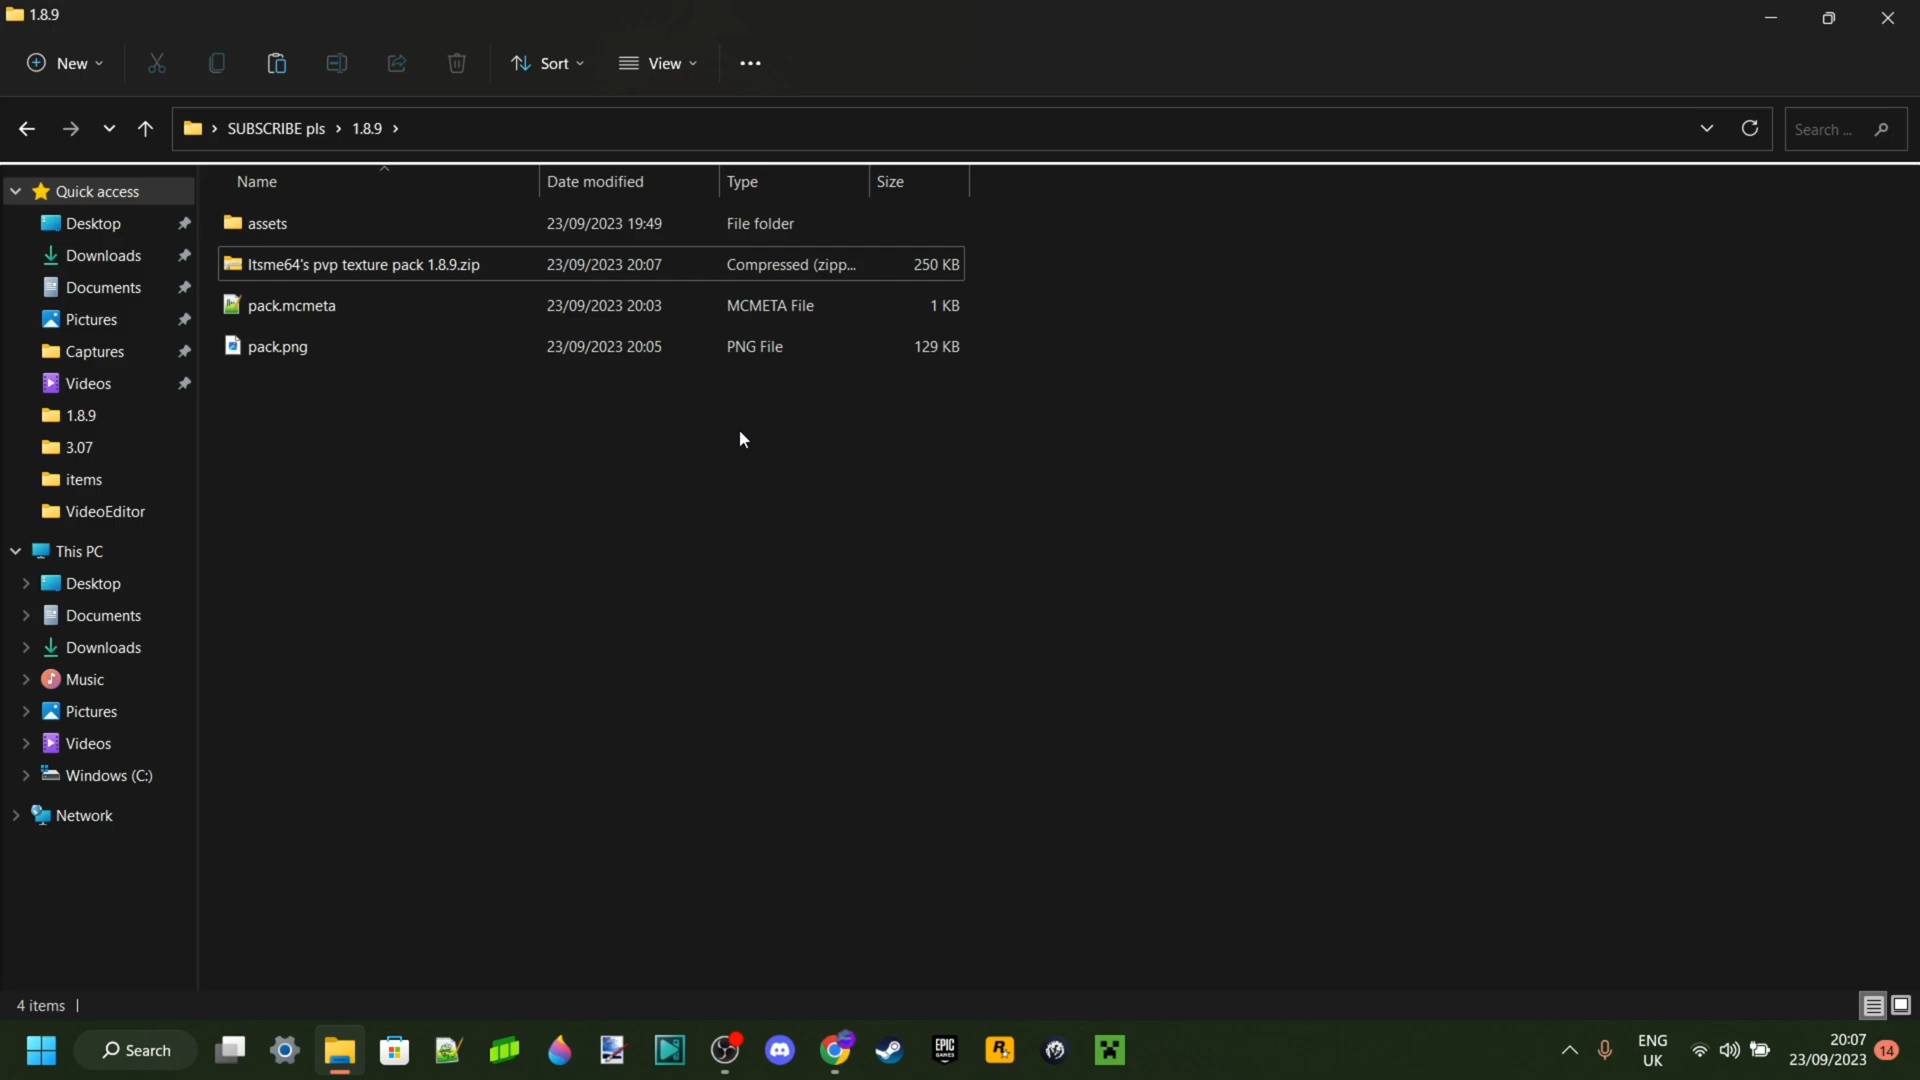 1.8.9
New
Sort
View
SUBSCRIBE pls > 1.8.9 >
Search ...
Name Date modified Type Size
assets 23/09/2023 19:49 File folder
Itsme64's pvp texture pack 1.8.9.zip 23/09/2023 20:07 Compressed (zipp... 250 KB
pack.mcmeta 23/09/2023 20:03 MCMETA File 1 KB
pack.png 23/09/2023 20:05 PNG File 129 KB
Quick access
Desktop
Downloads
Documents
Pictures
Captures
Videos
1.8.9
3.07
items
VideoEditor
This PC
Desktop
Documents
Downloads
Music
Pictures
Videos
Windows (C:)
Network
4 items
Search
EPIC
GAMES
R
ENG
UK
20:07
23/09/2023
14